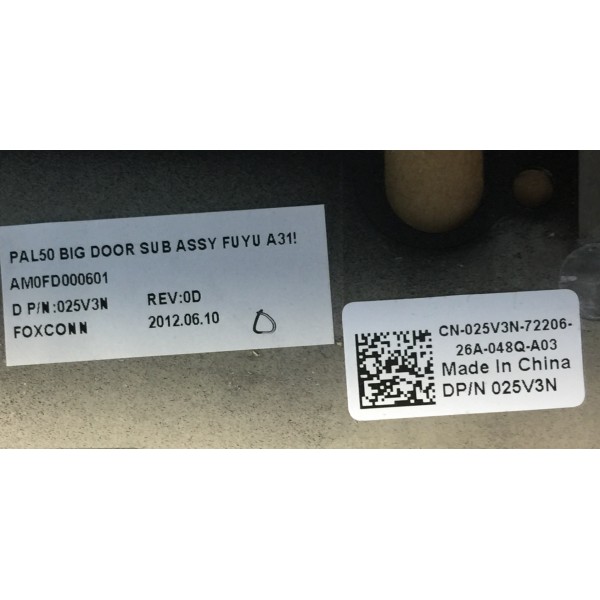 PAL50 BIG DOOR SUB ASSY FUYU A31!
AM0FD000601
D P/N:025V3N REV:0D
FOXCONN 2012.06.10
CN-025V3N-72206-
26A-048Q-A03
Made In China
DP/N 025V3N